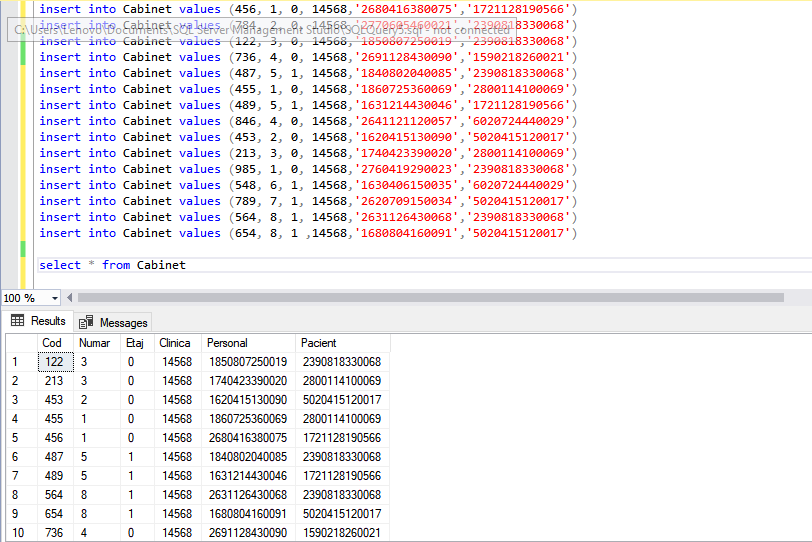 insert into Cabinet values (456, 1, 0, 14568,'2680416380075','1721128190566')
insert into Cabinet values (784, 2, 0, 14568,'2770605460021','2390818330068')
C:\Users\Lenovo\Documents\SQL Server Management Studio\SQLQuery5.sql - not connected
insert into Cabinet values (122, 3, 0, 14568,'1850807250019','2390818330068')
insert into Cabinet values (736, 4, 0, 14568,'2691128430090','1590218260021')
insert into Cabinet values (487, 5, 1, 14568,'1840802040085','2390818330068')
insert into Cabinet values (455, 1, 0, 14568,'1860725360069','2800114100069')
insert into Cabinet values (489, 5, 1, 14568,'1631214430046','1721128190566')
insert into Cabinet values (846, 4, 0, 14568,'2641121120057','6020724440029')
insert into Cabinet values (453, 2, 0, 14568,'1620415130090','5020415120017')
insert into Cabinet values (213, 3, 0, 14568,'1740423390020','2800114100069')
insert into Cabinet values (985, 1, 0, 14568,'2760419290023','2390818330068')
insert into Cabinet values (548, 6, 1, 14568,'1630406150035','6020724440029')
insert into Cabinet values (789, 7, 1, 14568,'2620709150034','5020415120017')
insert into Cabinet values (564, 8, 1, 14568,'2631126430068','2390818330068')
insert into Cabinet values (654, 8, 1 ,14568,'1680804160091','5020415120017')
select * from Cabinet
100 %
Results Messages
Cod Numar Etaj Clinica Personal Pacient
1 122 3 0 14568 1850807250019 2390818330068
2 213 3 0 14568 1740423390020 2800114100069
3 453 2 0 14568 1620415130090 5020415120017
4 455 1 0 14568 1860725360069 2800114100069
5 456 1 0 14568 2680416380075 1721128190566
6 487 5 1 14568 1840802040085 2390818330068
7 489 5 1 14568 1631214430046 1721128190566
8 564 8 1 14568 2631126430068 2390818330068
9 654 8 1 14568 1680804160091 5020415120017
10 736 4 0 14568 2691128430090 1590218260021